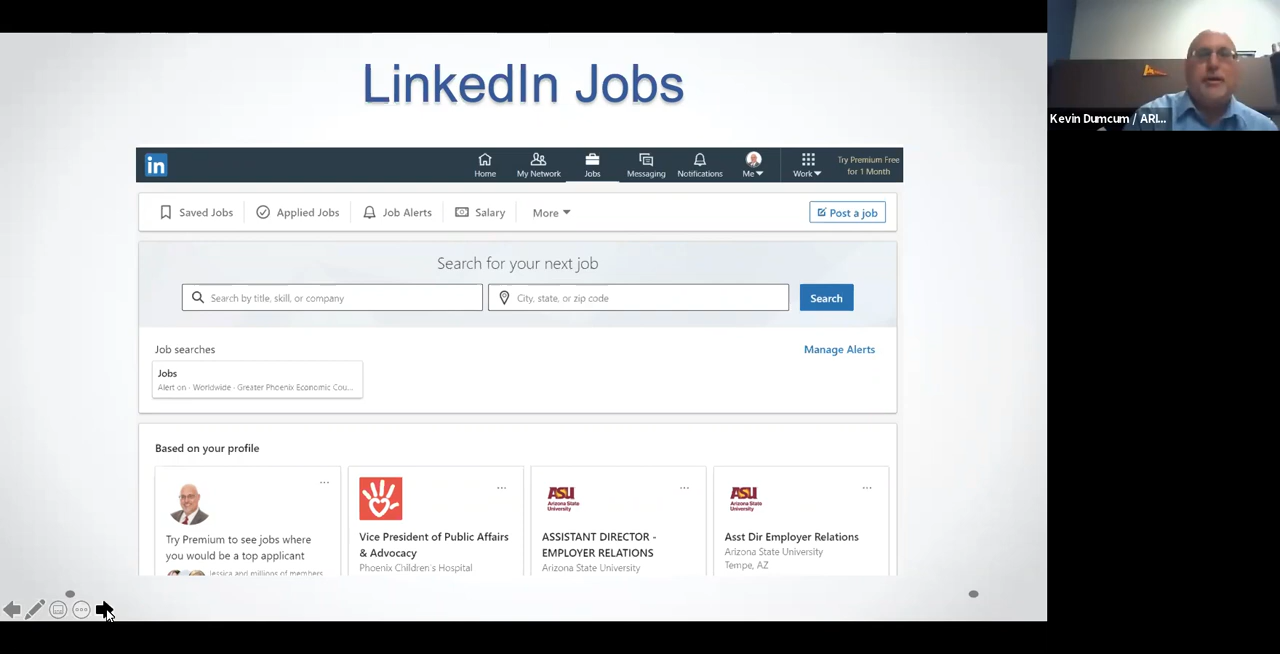 LinkedIn Jobs
Kevin Dumcum / ARI...
in
Home
My Network
Jobs
Messaging
Notifications
Me
Work
Try Premium Free
for 1 Month
Saved Jobs
Applied Jobs
Job Alerts
Salary
More
Post a job
Search for your next job
Search by title, skill, or company
City, state, or zip code
Search
Job searches
Manage Alerts
Jobs
Alert on · Worldwide · Greater Phoenix Economic Cou...
Based on your profile
Try Premium to see jobs where
you would be a top applicant
Jessica and millions of members
Vice President of Public Affairs
& Advocacy
Phoenix Children's Hospital
ASU
Arizona State
University
ASSISTANT DIRECTOR -
EMPLOYER RELATIONS
Arizona State University
ASU
Arizona State
University
Asst Dir Employer Relations
Arizona State University
Tempe, AZ